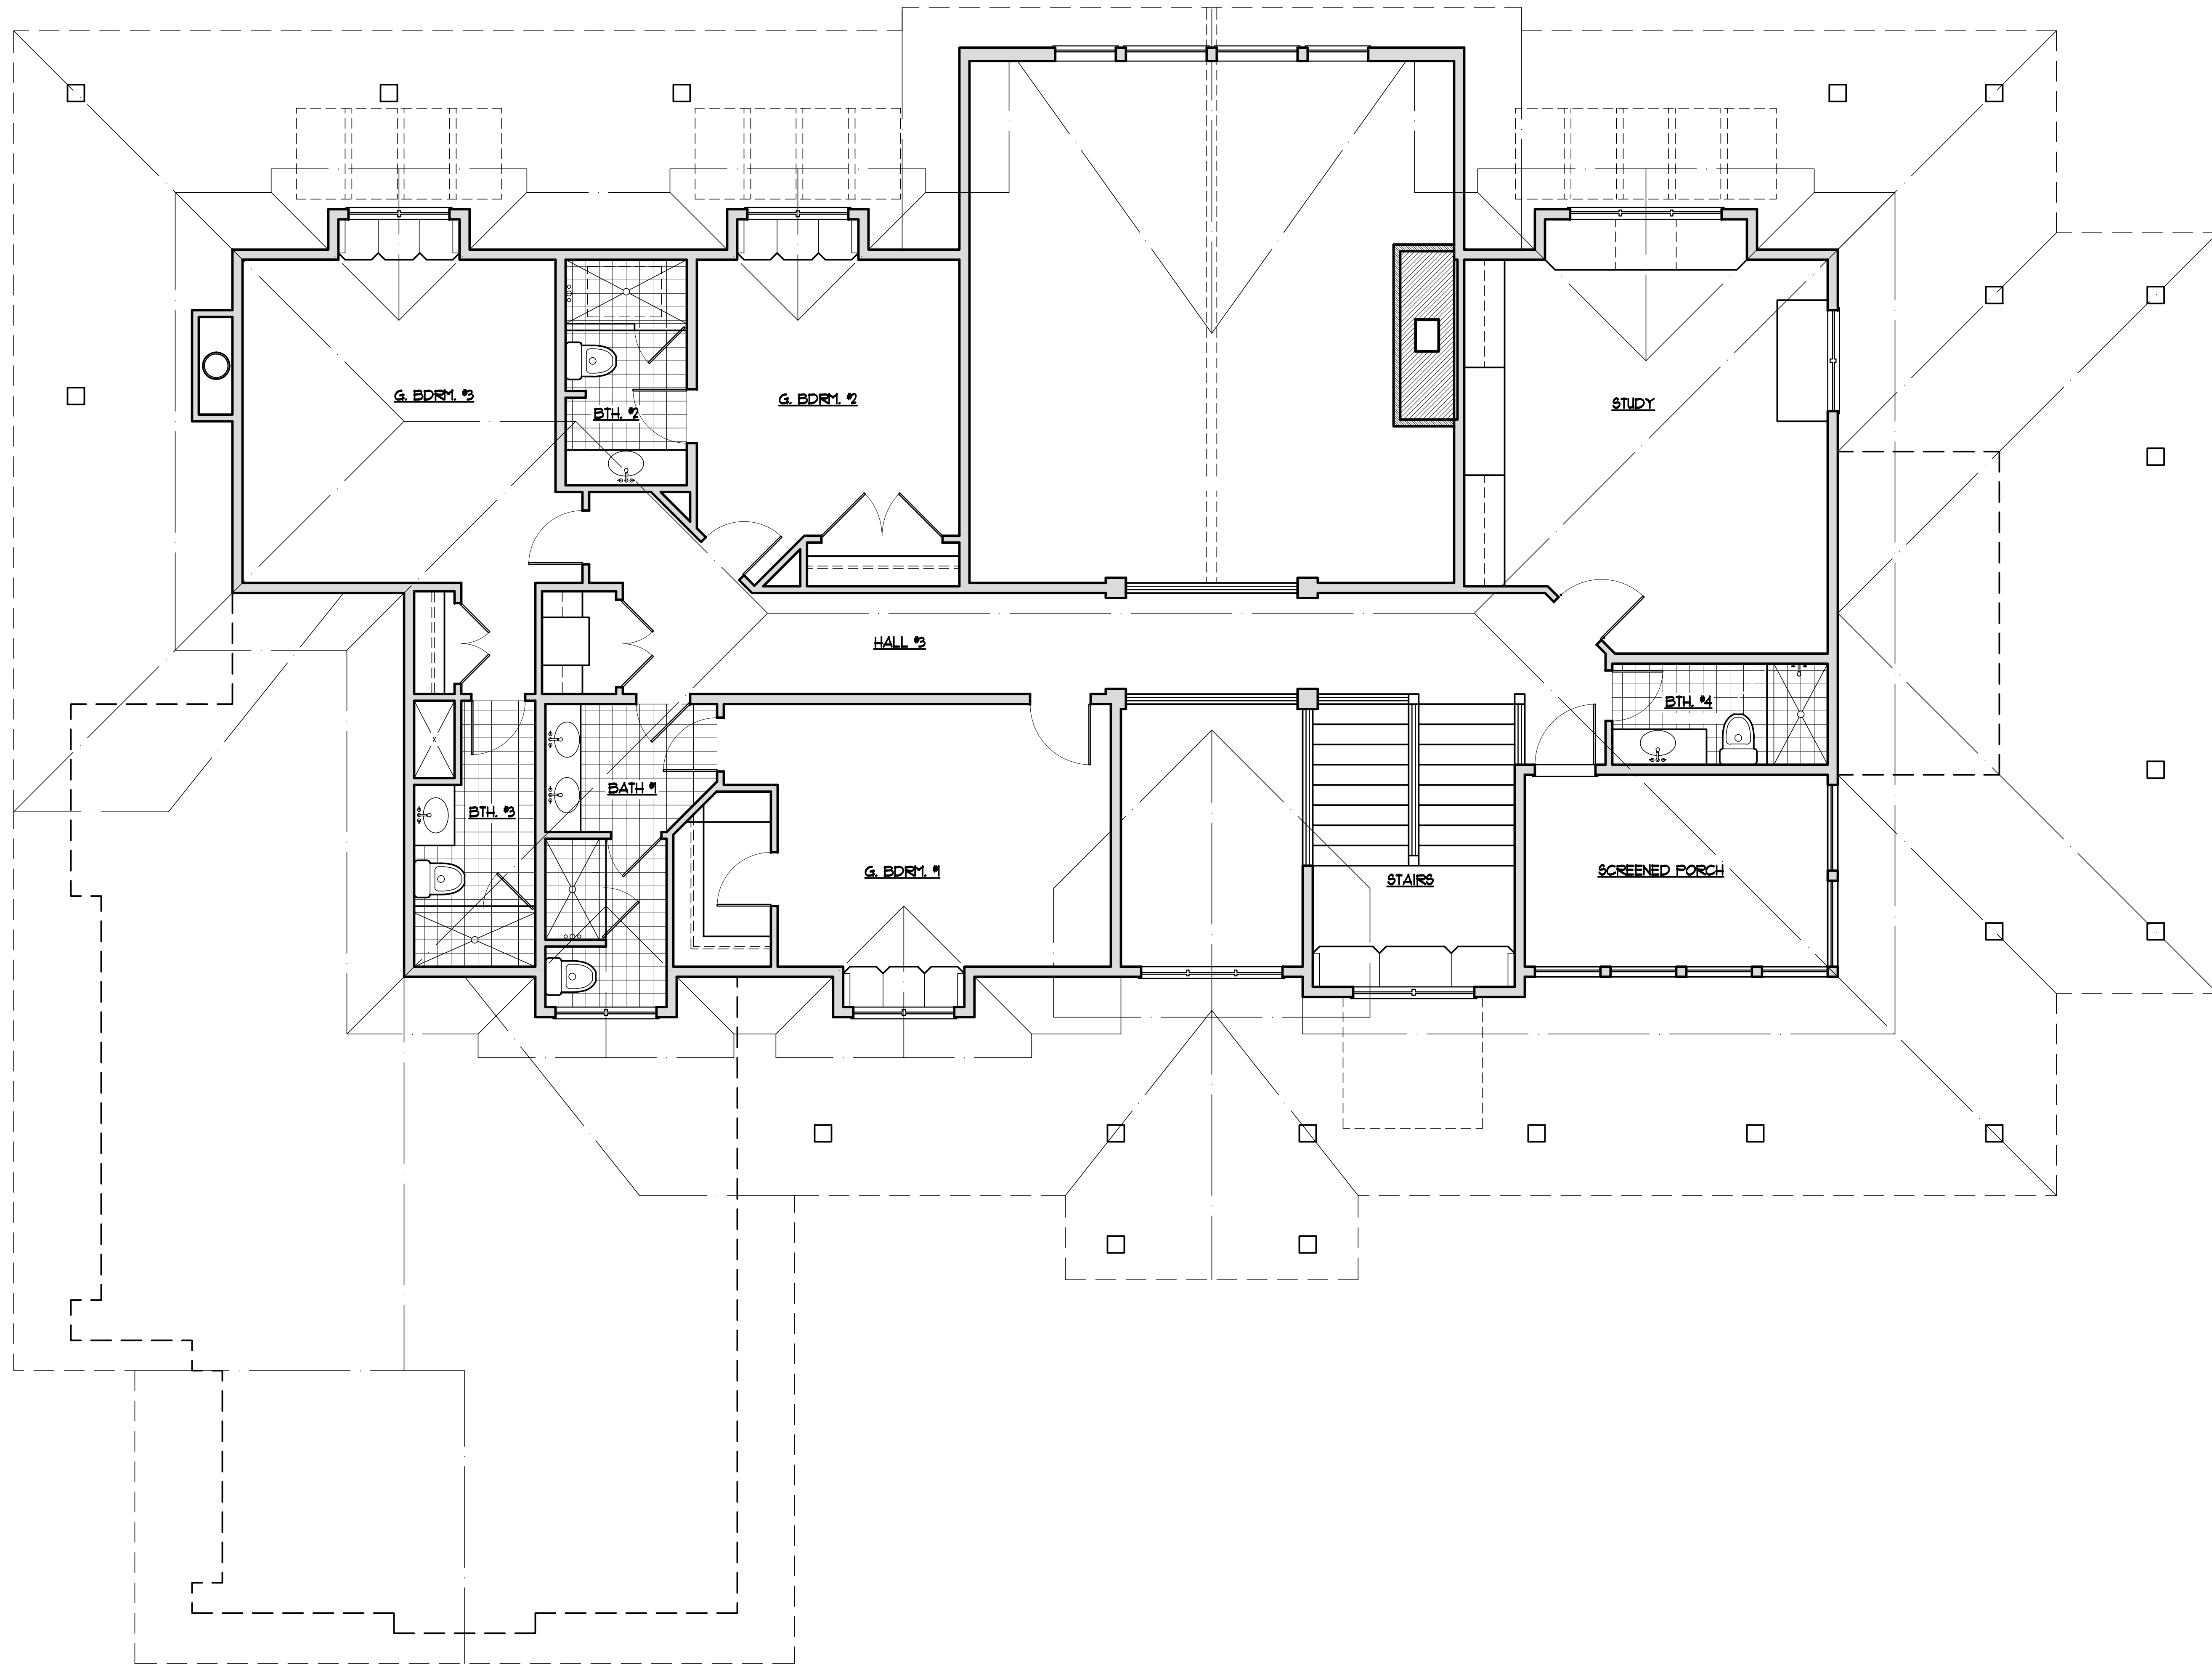 G. BDRM. #3
BTH. #2
G. BDRM. #2
STUDY
HALL #3
BTH. #4
BTH. #3
BATH #1
G. BDRM. #1
STAIRS
SCREENED PORCH